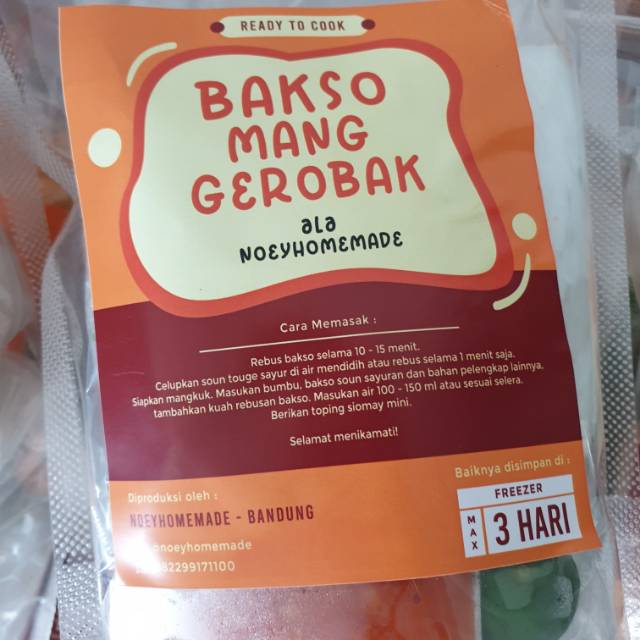 READY TO COOK
BAKSO
MANG
GEROBAK
ala
NOEYHOMEMADE
Cara Memasak :
Rebus bakso selama 10 - 15 menit.
Celupkan soun touge sayur di air mendidih atau rebus selama 1 menit saja.
Siapkan mangkuk. Masukan bumbu, bakso soun sayuran dan bahan pelengkap lainnya,
tambahkan kuah rebusan bakso. Masukan air 100 - 150 ml atau sesuai selera.
Berikan toping siomay mini.
Selamat menikamati!
Diproduksi oleh :
NOEYHOMEMADE - BANDUNG
noeyhomemade
82299171100
Baiknya disimpan di :
FREEZER
MAX
3 HARI